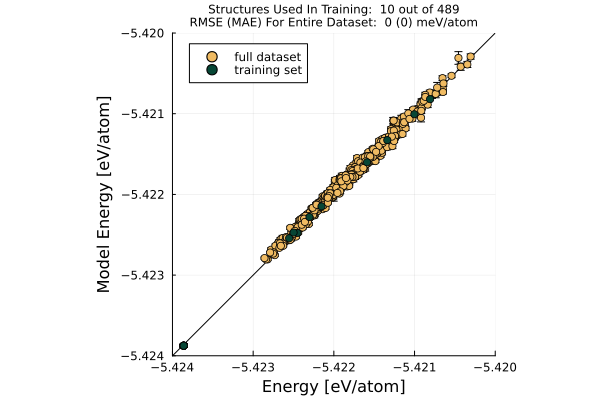 Structures Used In Training:  10 out of 489
RMSE (MAE) For Entire Dataset:  0 (0) meV/atom
−5.420
full dataset
training set
−5.421
−5.422
−5.423
−5.424
Model Energy [eV/atom]
−5.424 −5.423 −5.422 −5.421 −5.420
Energy [eV/atom]